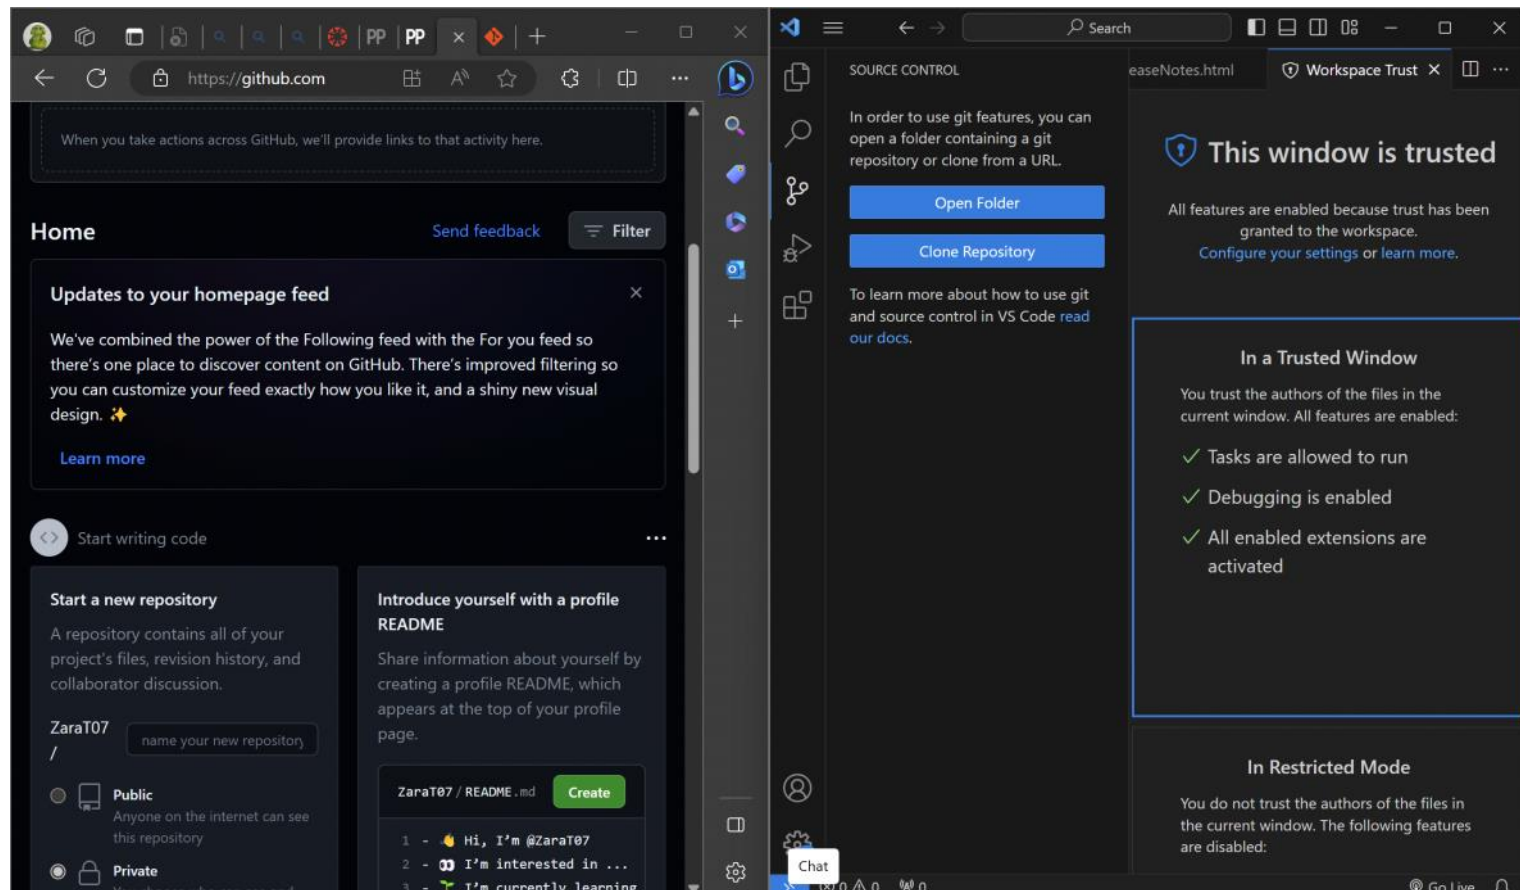 PP
PP
https://github.com
When you take actions across GitHub, we'll provide links to that activity here.
Home
Send feedback
Filter
Updates to your homepage feed
We've combined the power of the Following feed with the For you feed so
there's one place to discover content on GitHub. There's improved filtering so
you can customize your feed exactly how you like it, and a shiny new visual
design. ✨
Learn more
Start writing code
Start a new repository
A repository contains all of your
project's files, revision history, and
collaborator discussion.
ZaraT07
/
name your new repository
Public
Anyone on the internet can see
this repository
Private
Introduce yourself with a profile
README
Share information about yourself by
creating a profile README, which
appears at the top of your profile
page.
ZaraT07/README.md
Create
1 - 👋 Hi, I'm @ZaraT07
2 - 👀 I'm interested in ...
3 - 🌱 I'm currently learning
Search
SOURCE CONTROL
In order to use git features, you can
open a folder containing a git
repository or clone from a URL.
Open Folder
Clone Repository
To learn more about how to use git
and source control in VS Code read
our docs.
easeNotes.html
Workspace Trust
This window is trusted
All features are enabled because trust has been
granted to the workspace.
Configure your settings or learn more.
In a Trusted Window
You trust the authors of the files in the
current window. All features are enabled:
Tasks are allowed to run
Debugging is enabled
All enabled extensions are
activated
In Restricted Mode
You do not trust the authors of the files in
the current window. The following features
are disabled:
Chat
0 0 0
Go Live